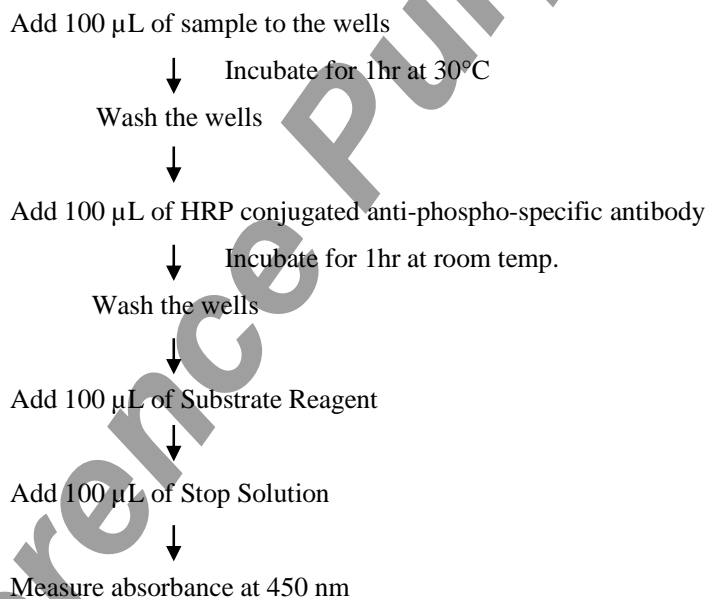 Add 100 µL of sample to the wells
Incubate for 1hr at 30°C
Wash the wells
Add 100 µL of HRP conjugated anti-phospho-specific antibody
Incubate for 1hr at room temp.
Wash the wells
Add 100 µL of Substrate Reagent
Add 100 µL of Stop Solution
Measure absorbance at 450 nm